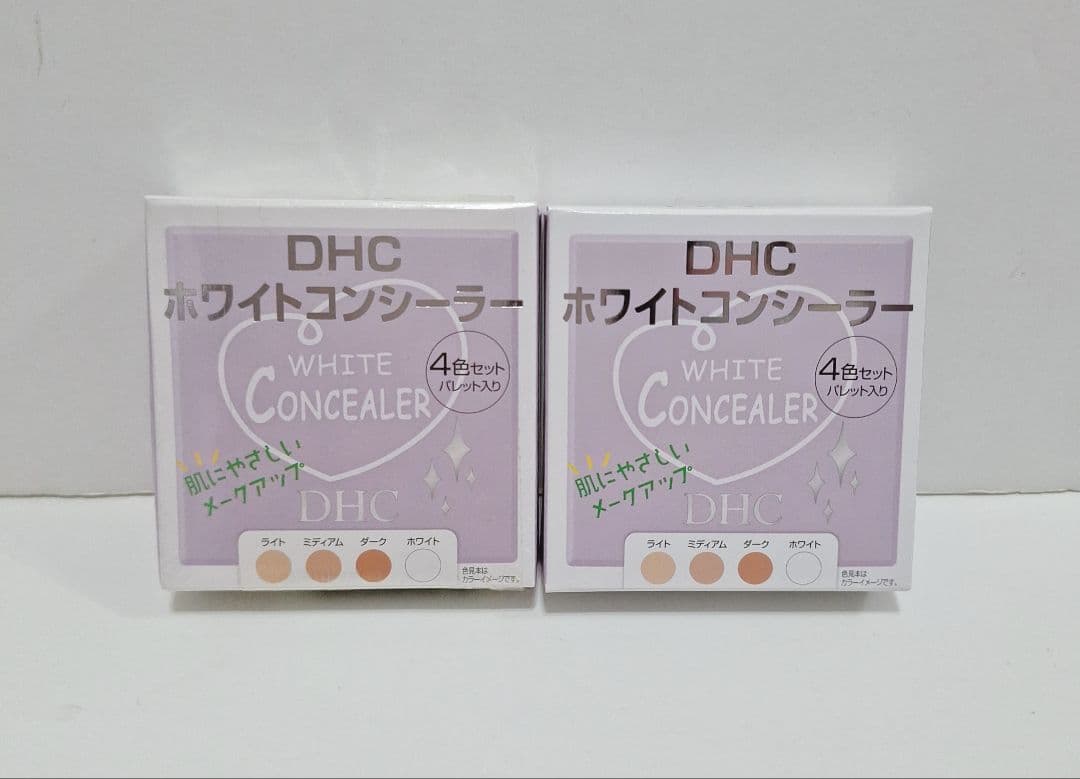 DHC
ホワイトコンシーラー
WHITE
CONCEALER
4色セット
パレット入り
肌にやさしい
メークアップ
DHC
ライト ミディアム ダーク ホワイト
色見本は
カラーイメージです。
DHC
ホワイトコンシーラー
WHITE
CONCEALER
4色セット
パレット入り
肌にやさしい
メークアップ
DHC
ライト ミディアム ダーク ホワイト
色見本は
カラーイメージです。